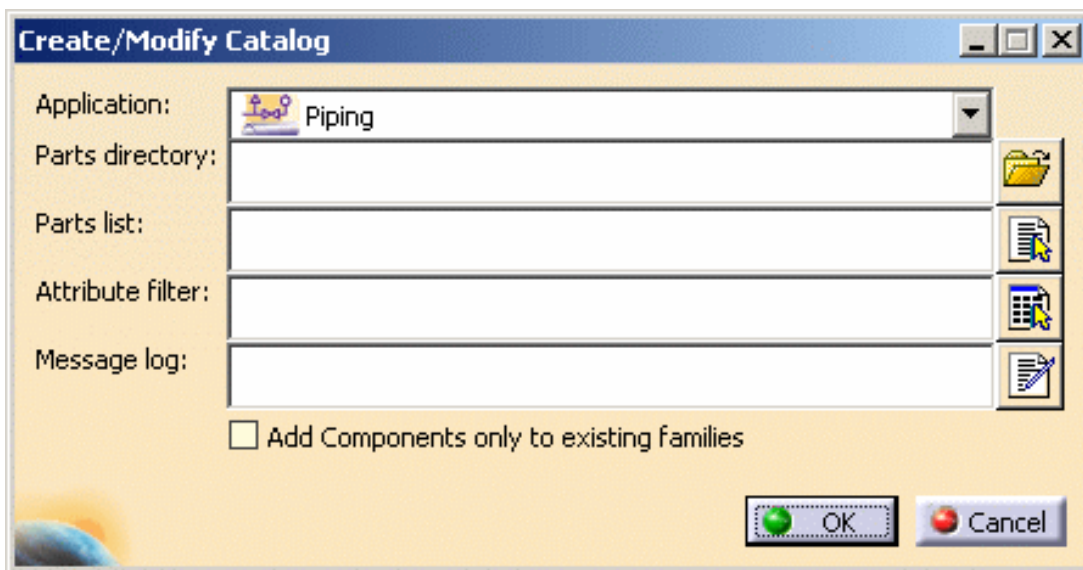 Create/Modify Catalog
Application:
Piping
Parts directory:
Parts list:
Attribute filter:
Message log:
Add Components only to existing families
OK
Cancel